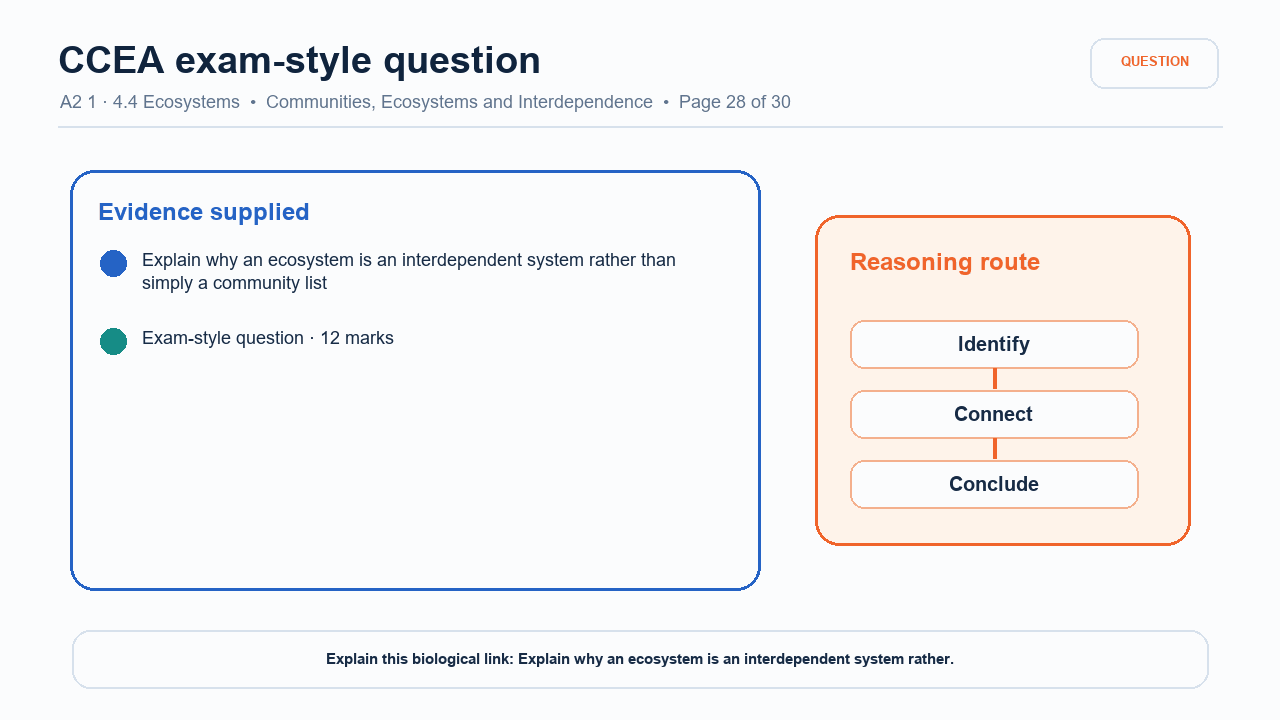 CCEA exam-style question
QUESTION
A2 1 · 4.4 Ecosystems • Communities, Ecosystems and Interdependence • Page 28 of 30
Evidence supplied
Explain why an ecosystem is an interdependent system rather than
simply a community list
Exam-style question · 12 marks
Reasoning route
Identify
Connect
Conclude
Explain this biological link: Explain why an ecosystem is an interdependent system rather.